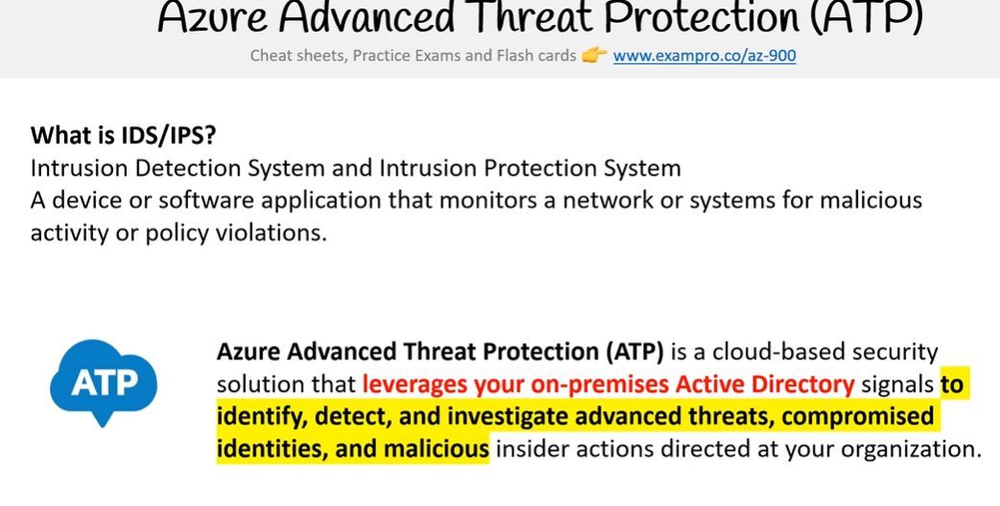 Azure Advanced Threat Protection (ATP)
Cheat sheets, Practice Exams and Flash cards 👉 www.exampro.co/az-900
What is IDS/IPS?
Intrusion Detection System and Intrusion Protection System
A device or software application that monitors a network or systems for malicious
activity or policy violations.
ATP
Azure Advanced Threat Protection (ATP) is a cloud-based security
solution that leverages your on-premises Active Directory signals to
identify, detect, and investigate advanced threats, compromised
identities, and malicious insider actions directed at your organization.